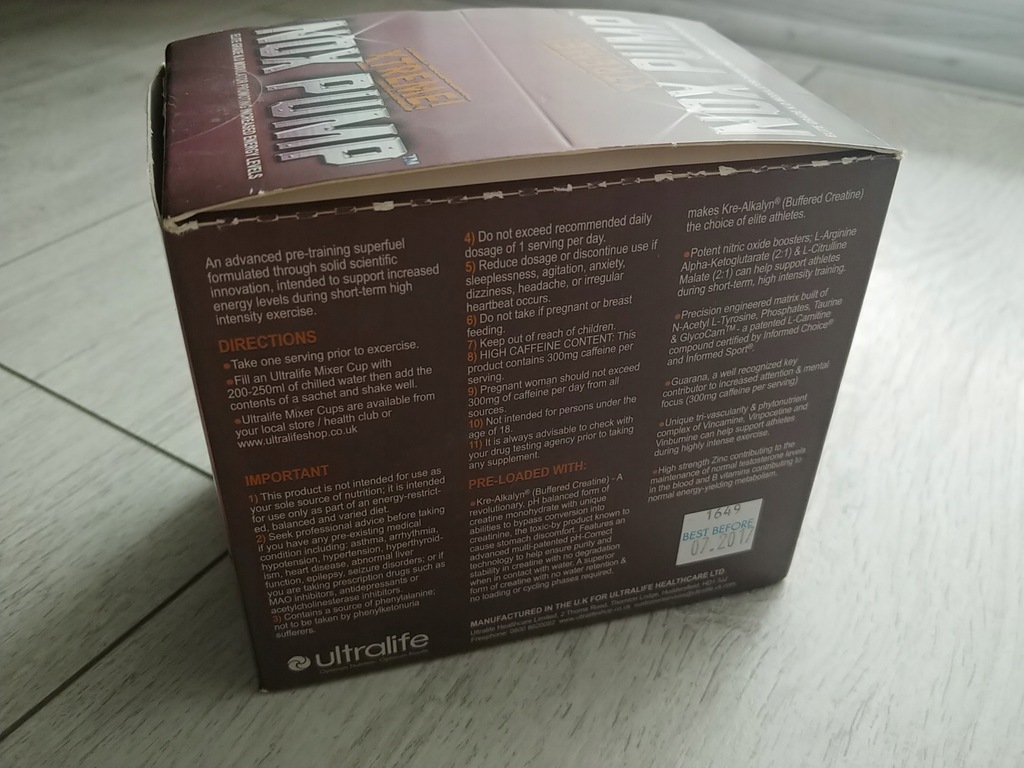 NOX PUMP™
XTREME!
INCREASED ENERGY LEVELS
NOX PUMP
An advanced pre-training superfuel
formulated through solid scientific
innovation, intended to support increased
energy levels during short-term high
intensity exercise.
DIRECTIONS
•Take one serving prior to excercise.
•Fill an Ultralife Mixer Cup with
200-250ml of chilled water then add the
contents of a sachet and shake well.
•Ultralife Mixer Cups are available from
your local store / health club or
www.ultralifeshop.co.uk
IMPORTANT
1) This product is not intended for use as
your sole source of nutrition; it is intended
for use only as part of an energy-restrict-
ed, balanced and varied diet.
2) Seek professional advice before taking
if you have any pre-existing medical
condition including: asthma, arrhythmia,
hypotension, hypertension, hypothyroid-
ism, heart disease, abnormal liver
function, epilepsy, seizure disorders, or if
you are taking prescription drugs such as
MAO inhibitors, antidepressants or
acetylcholinesterase inhibitors.
3) Contains a source of phenylalanine;
not to be taken by phenylketonuria
sufferers.
ultralife
4) Do not exceed recommended daily
dosage of 1 serving per day.
5) Reduce dosage or discontinue use if
sleeplessness, agitation, anxiety,
dizziness, headache, or irregular
heartbeat occurs.
6) Do not take if pregnant or breast
feeding.
7) Keep out of reach of children.
8) HIGH CAFFEINE CONTENT: This
product contains 300mg caffeine per
serving.
9) Pregnant woman should not exceed
300mg of caffeine per day from all
sources.
10) Not intended for persons under the
age of 18.
11) It is always advisable to check with
your drug testing agency prior to taking
any supplement.
PRE-LOADED WITH:
•Kre-Alkalyn® (Buffered Creatine) - A
revolutionary, pH balanced form of
creatine monohydrate with unique
abilities to bypass conversion into
creatinine, the toxic-by product known to
cause stomach discomfort. Features an
advanced multi-patented pH-Correct
technology to help ensure purity and
stability in creatine with no degradation
when in contact with water. A superior
form of creatine with no water retention &
no loading or cycling phases required.
MANUFACTURED IN THE U.K FOR ULTRALIFE HEALTHCARE LTD.
Ultralife Healthcare Limited, 2 Thorne Road, Thornton Lodge, Huddersfield,
makes Kre-Alkalyn® (Buffered Creatine)
the choice of elite athletes.
•Potent nitric oxide boosters; L-Arginine
Alpha-Ketoglutarate (2:1) & L-Citrulline
Malate (2:1) can help support athletes
during short-term, high intensity training.
•Precision engineered matrix built of
N-Acetyl L-Tyrosine, Phosphates, Taurine
& GlycoCarn™ - a patented L-Carnitine
compound certified by Informed Choice®
and Informed Sport®.
•Guarana, a well recognized key
contributor to increased attention & mental
focus (300mg caffeine per serving)
•Unique tri-vascularity & phytonutrient
complex of Vincamine, Vinpocetine and
Vinburnine can help support athletes
during highly intense exercise.
•High strength Zinc contributing to the
maintenance of normal testosterone levels
in the blood and B vitamins contributing to
normal energy-yielding metabolism.
1649
BEST BEFORE
07.2017